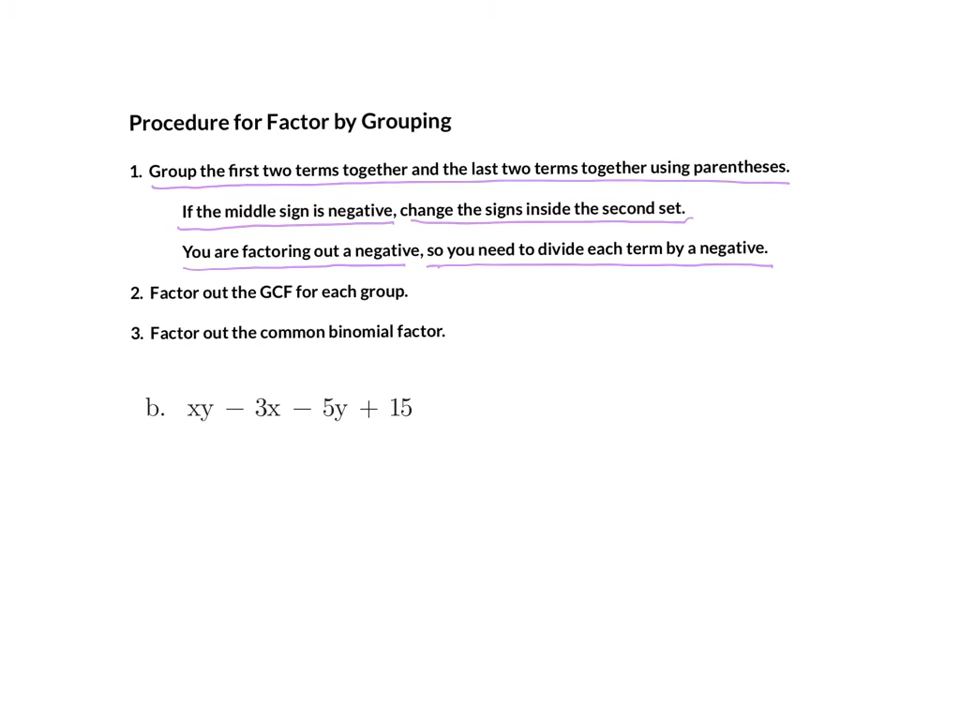 Procedure for Factor by Grouping
1. Group the first two terms together and the last two terms together using parentheses.
If the middle sign is negative, change the signs inside the second set.
You are factoring out a negative, so you need to divide each term by a negative.
2. Factor out the GCF for each group.
3. Factor out the common binomial factor.
b. xy − 3x − 5y + 15